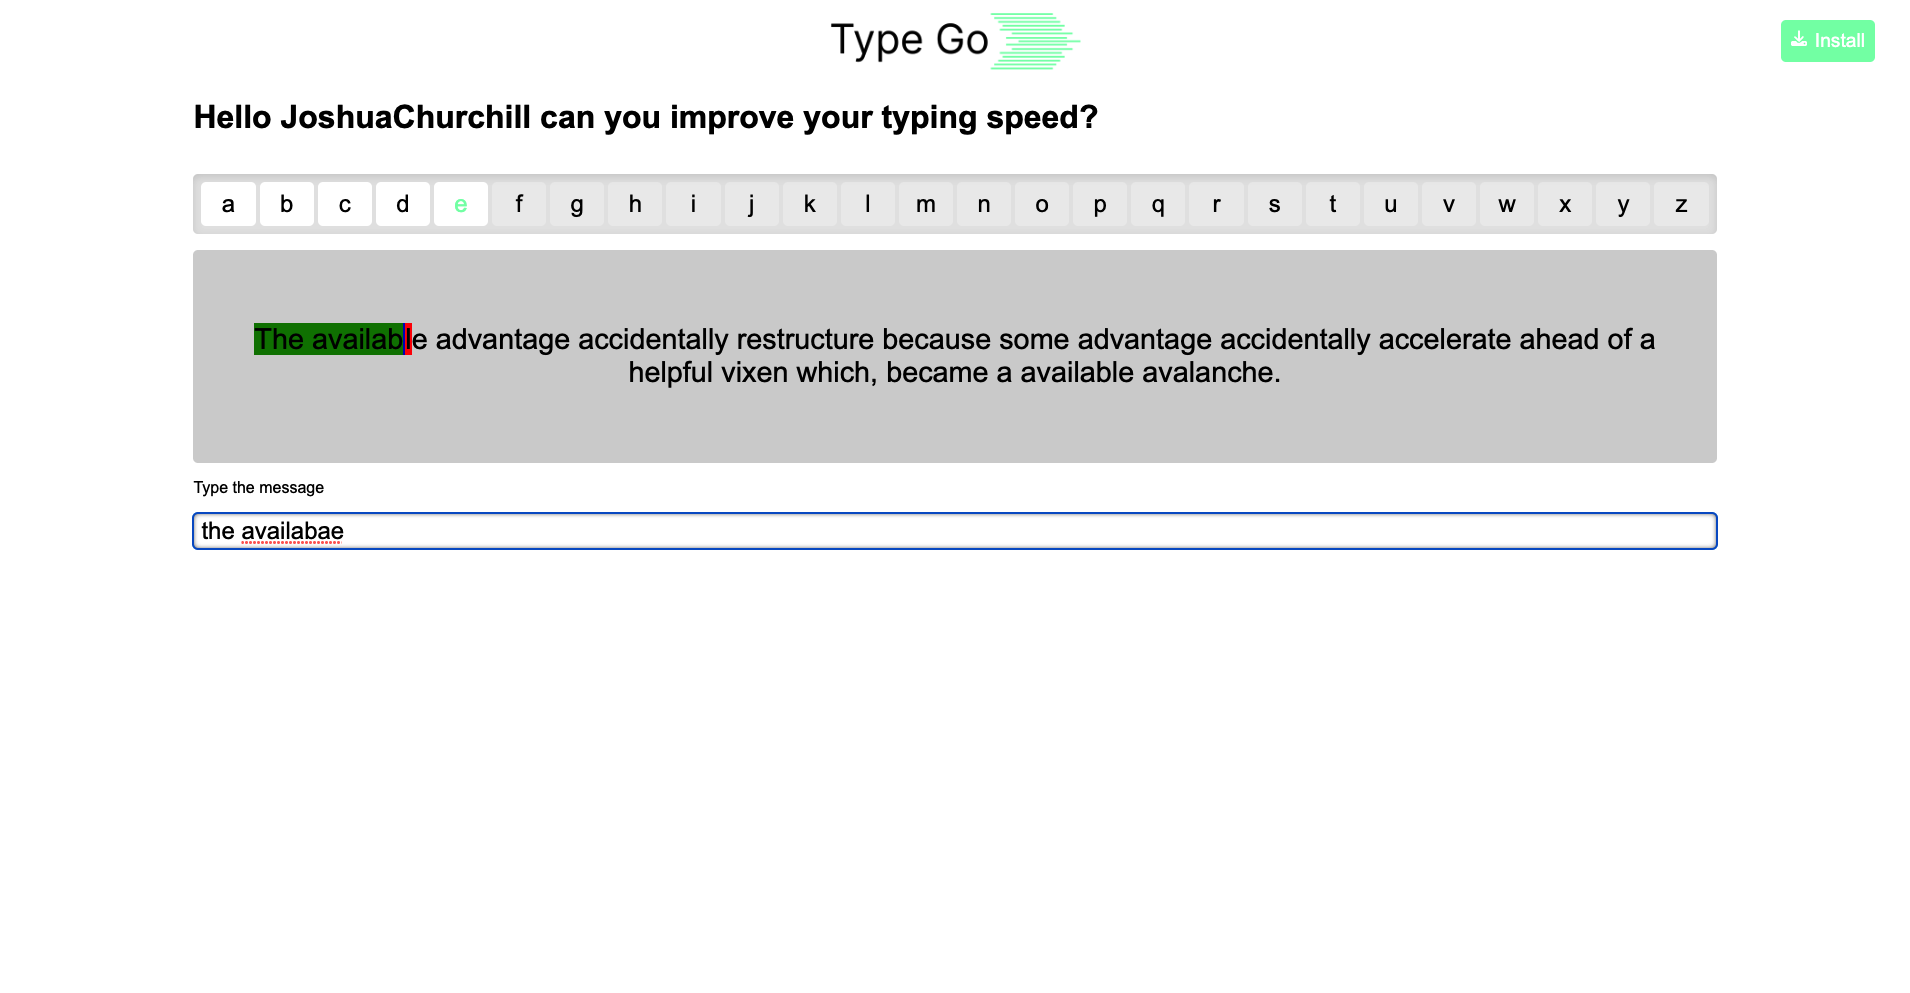 Type Go
Install
Hello JoshuaChurchill can you improve your typing speed?
a b c d e f g h i j k l m n o p q r s t u v w x y z
The available advantage accidentally restructure because some advantage accidentally accelerate ahead of a
helpful vixen which, became a available avalanche.
Type the message
the availabae